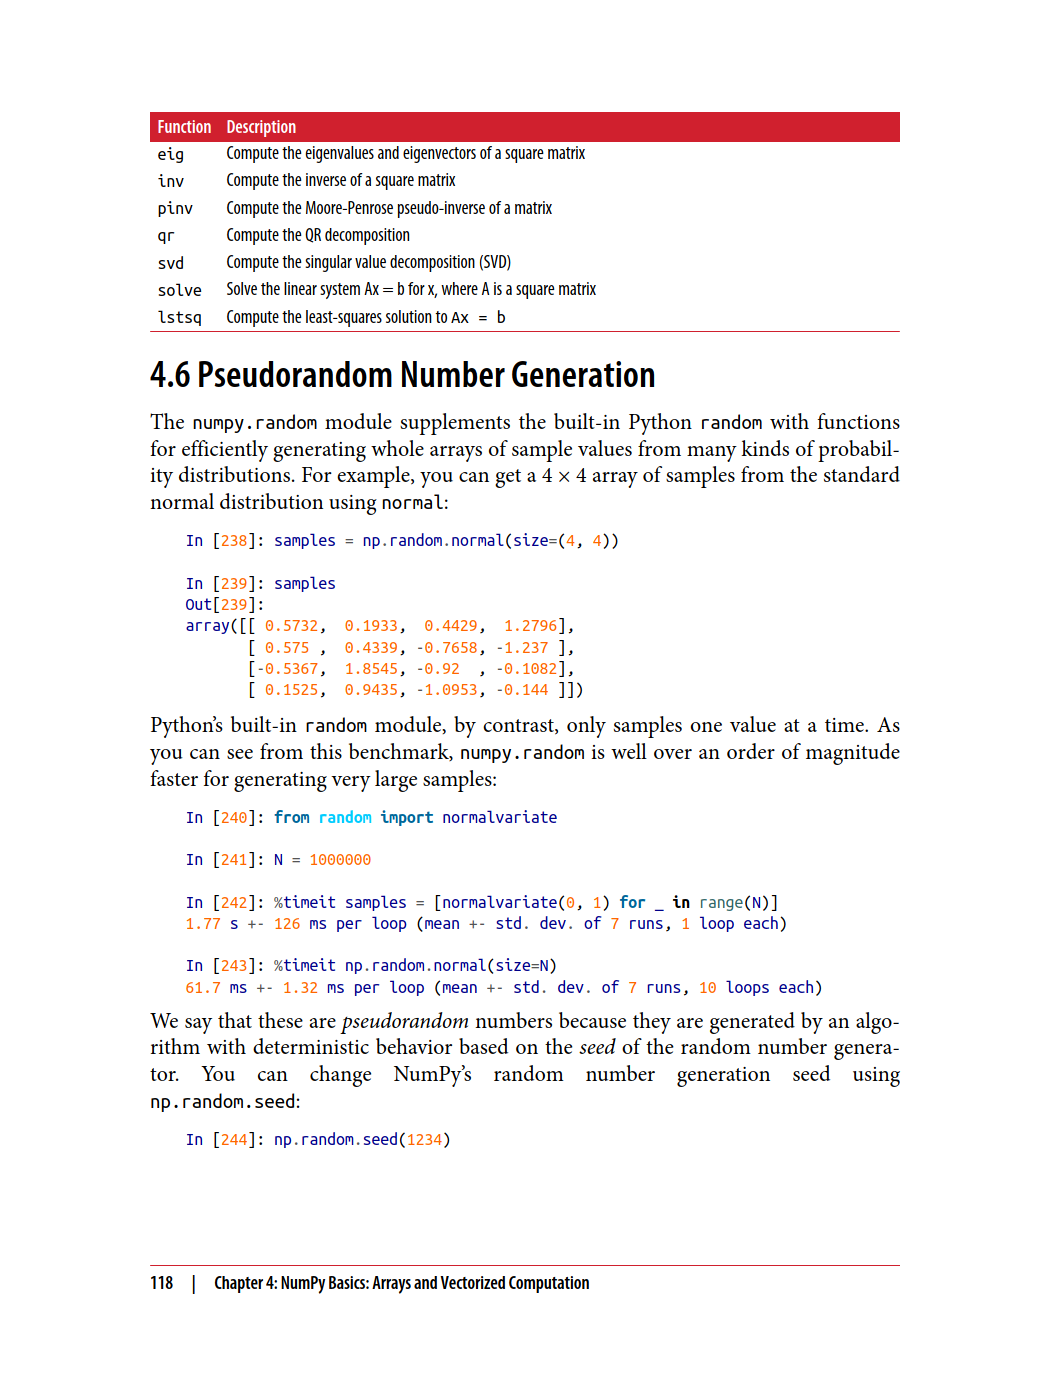 Function Description
eig Compute the eigenvalues and eigenvectors of a square matrix
inv Compute the inverse of a square matrix
pinv Compute the Moore-Penrose pseudo-inverse of a matrix
qr Compute the QR decomposition
svd Compute the singular value decomposition (SVD)
solve Solve the linear system Ax = b for x, where A is a square matrix
lstsq Compute the least-squares solution to Ax = b
4.6 Pseudorandom Number Generation
The numpy.random module supplements the built-in Python random with functions
for efficiently generating whole arrays of sample values from many kinds of probabil-
ity distributions. For example, you can get a 4 × 4 array of samples from the standard
normal distribution using normal:
In [238]: samples = np.random.normal(size=(4, 4))
In [239]: samples
Out[239]:
array([[ 0.5732,  0.1933,  0.4429,  1.2796],
       [ 0.575 ,  0.4339, -0.7658, -1.237 ],
       [-0.5367,  1.8545, -0.92  , -0.1082],
       [ 0.1525,  0.9435, -1.0953, -0.144 ]])
Python's built-in random module, by contrast, only samples one value at a time. As
you can see from this benchmark, numpy.random is well over an order of magnitude
faster for generating very large samples:
In [240]: from random import normalvariate
In [241]: N = 1000000
In [242]: %timeit samples = [normalvariate(0, 1) for _ in range(N)]
1.77 s +- 126 ms per loop (mean +- std. dev. of 7 runs, 1 loop each)
In [243]: %timeit np.random.normal(size=N)
61.7 ms +- 1.32 ms per loop (mean +- std. dev. of 7 runs, 10 loops each)
We say that these are pseudorandom numbers because they are generated by an algo-
rithm with deterministic behavior based on the seed of the random number genera-
tor. You can change NumPy's random number generation seed using
np.random.seed:
In [244]: np.random.seed(1234)
118 | Chapter 4: NumPy Basics: Arrays and Vectorized Computation